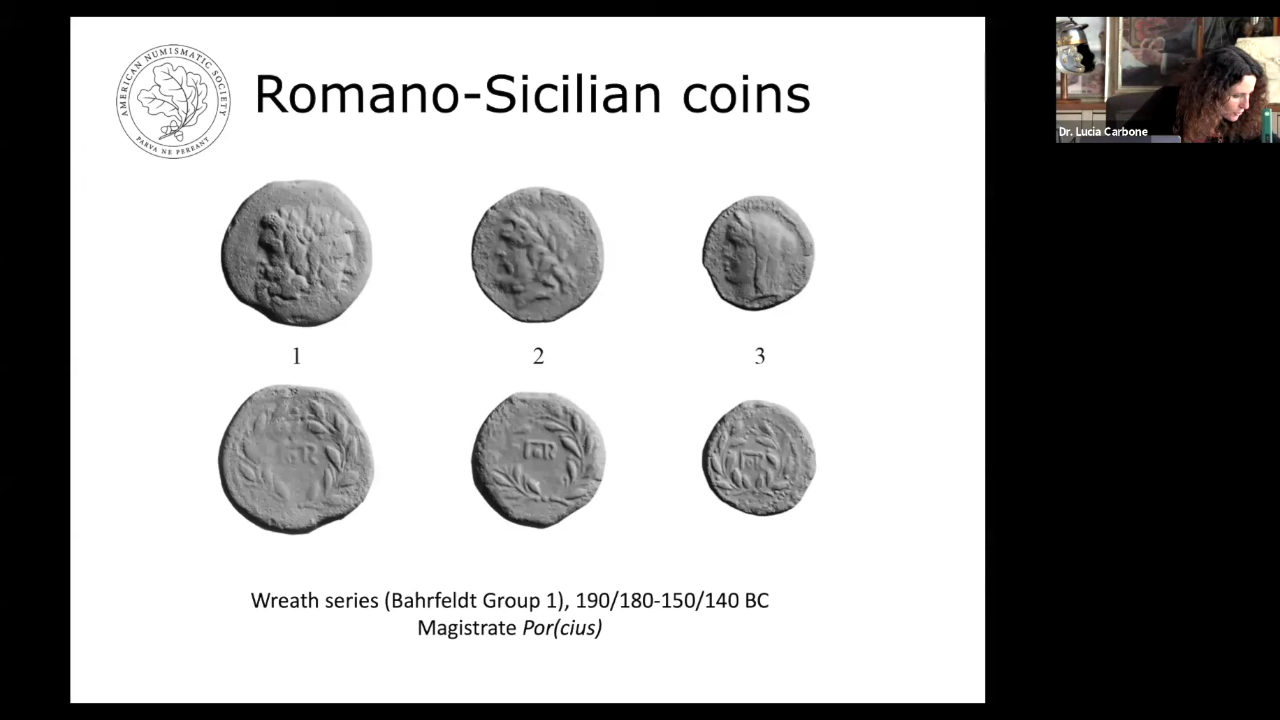 AMERICAN NUMISMATIC SOCIETY
PARVA NE PEREANT
Romano-Sicilian coins
Dr. Lucia Carbone
1
2
3
Wreath series (Bahrfeldt Group 1), 190/180-150/140 BC
Magistrate Por(cius)